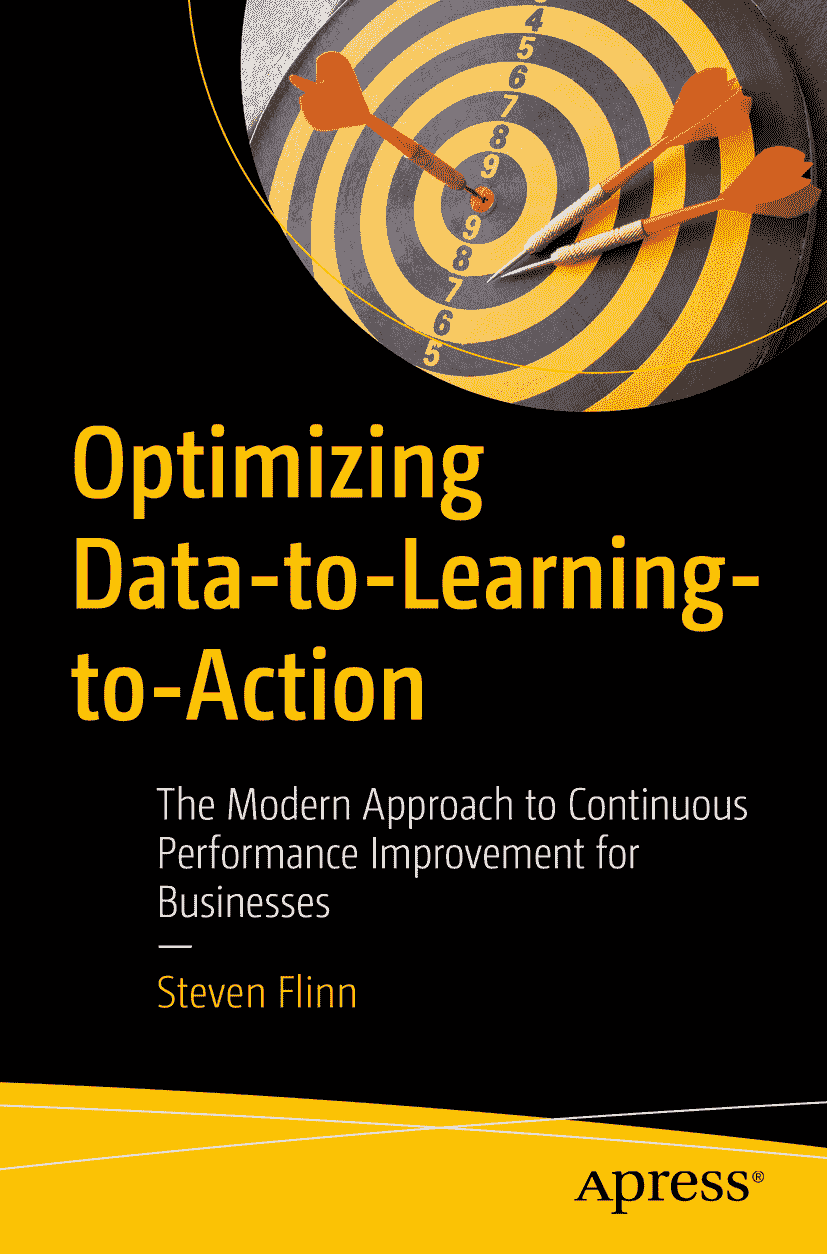 4
5
6
7
8
9
9
8
7
6
5
Optimizing
Data-to-Learning-
to-Action
The Modern Approach to Continuous
Performance Improvement for
Businesses
—
Steven Flinn
Apress®